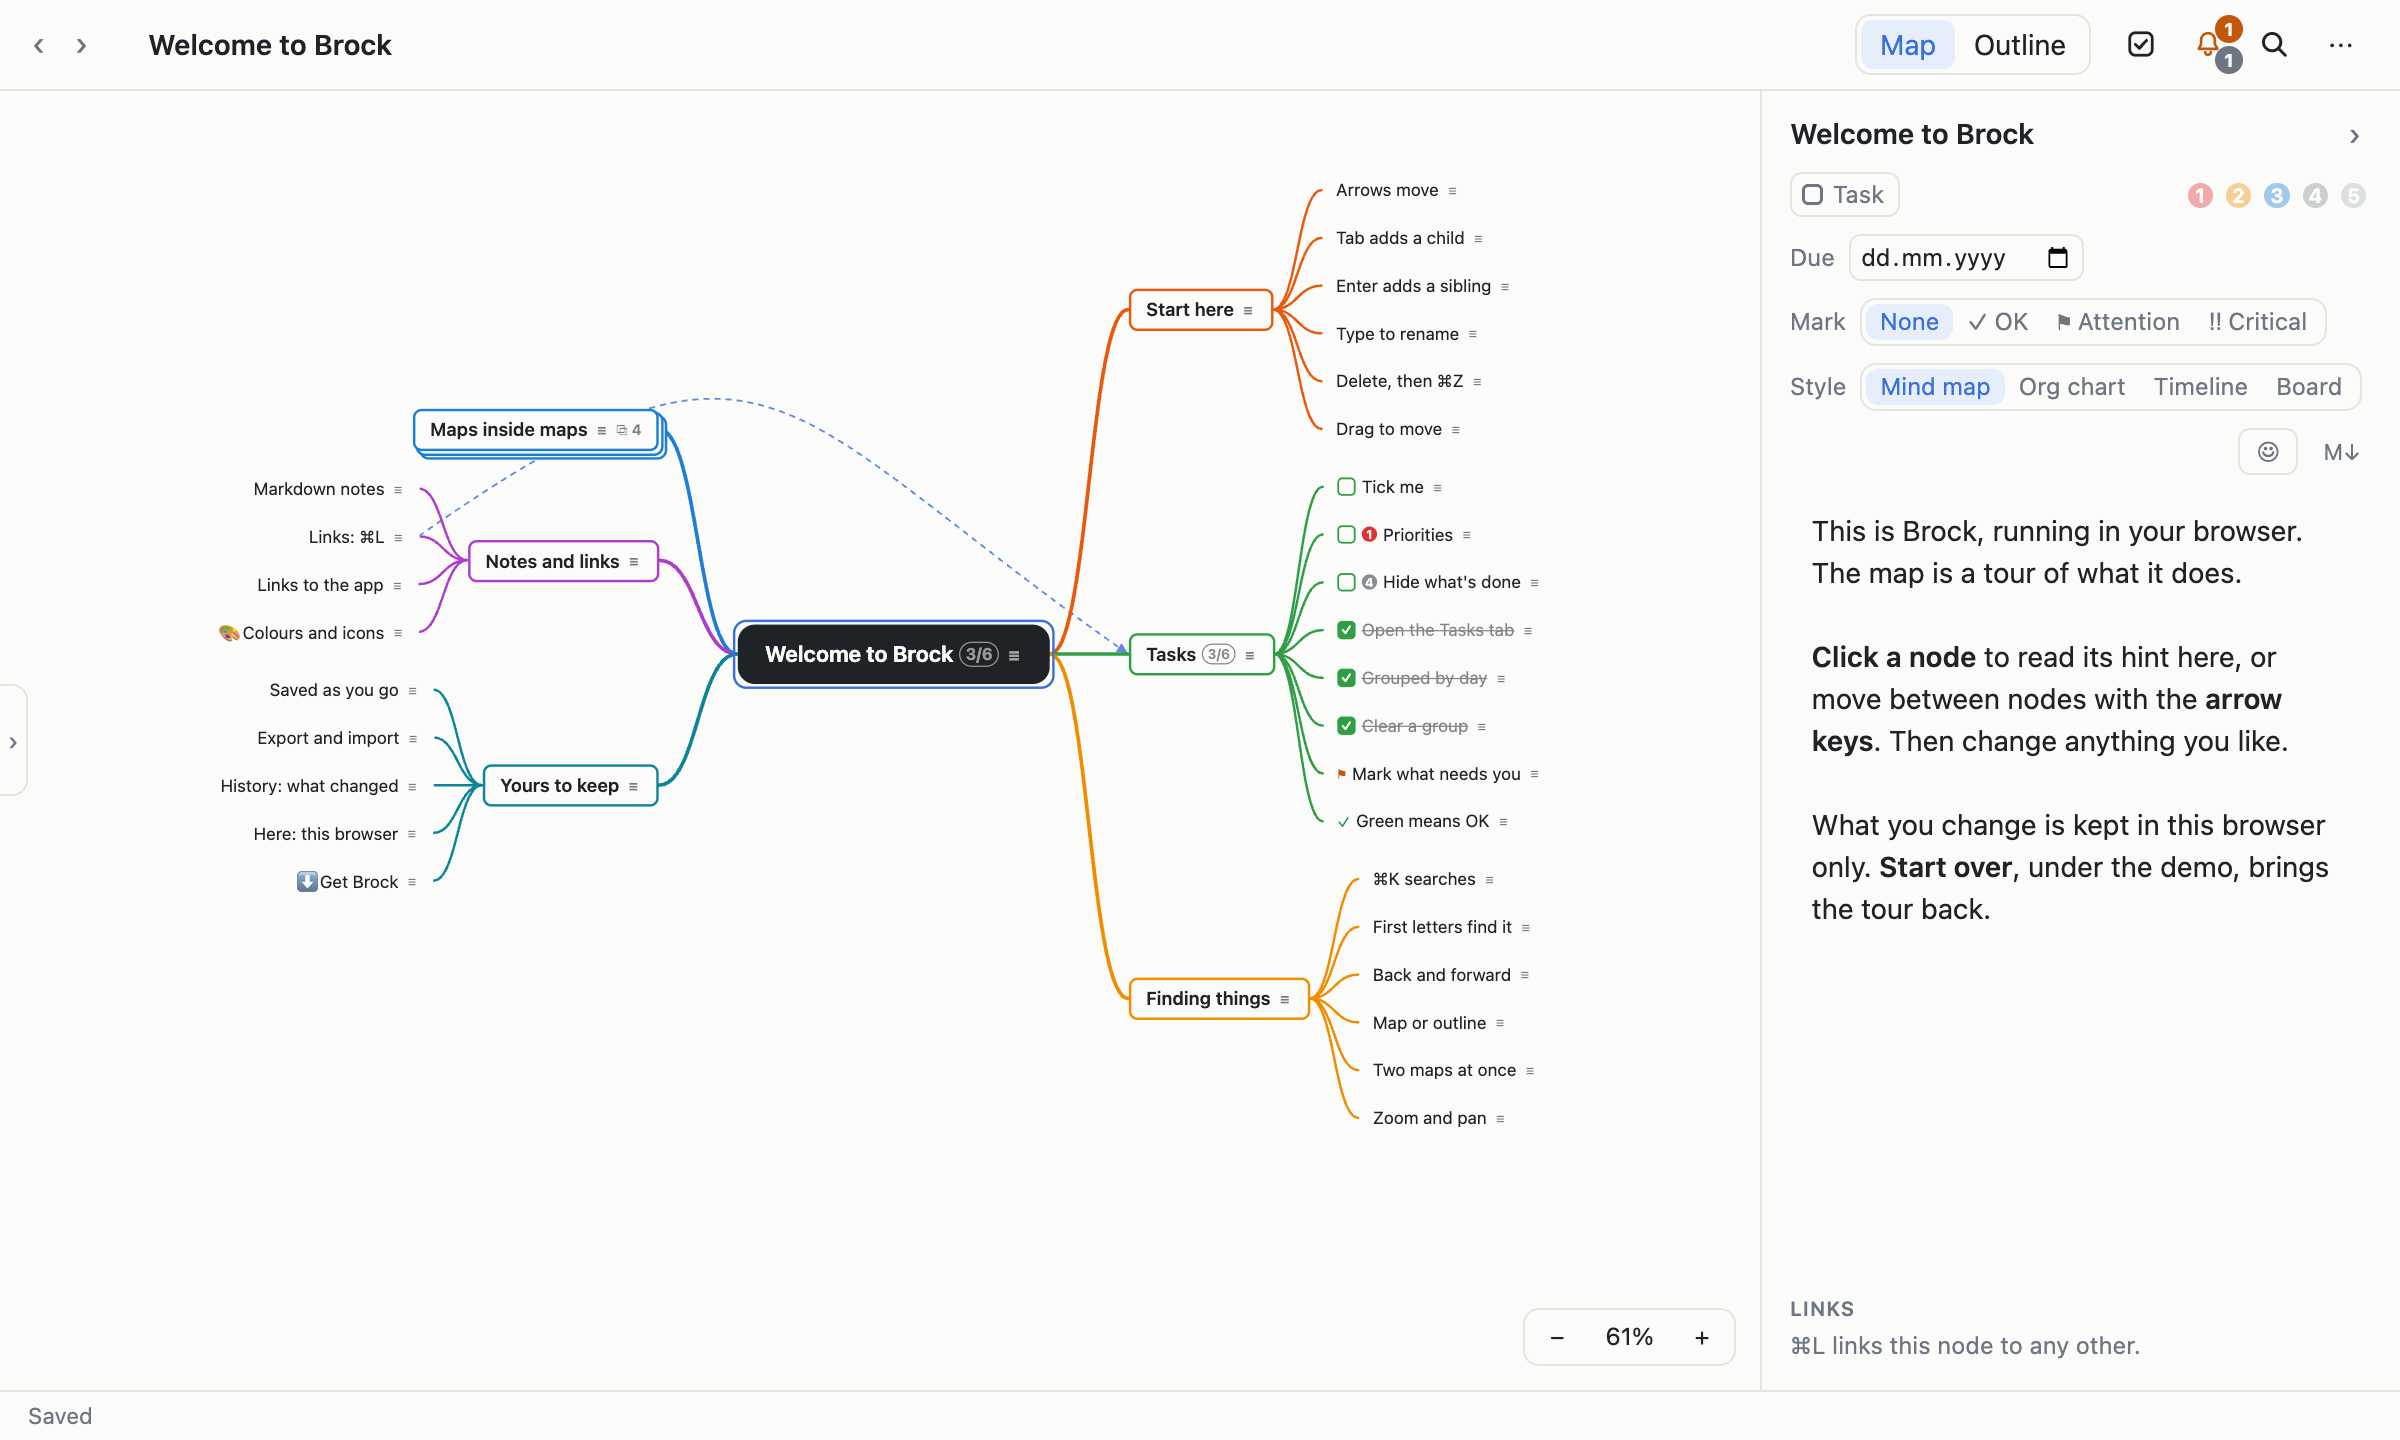 Welcome to Brock
Map
Outline
1
1
Arrows move
Tab adds a child
Enter adds a sibling
Type to rename
Delete, then ⌘Z
Drag to move
Start here
Maps inside maps 4
Markdown notes
Links: ⌘L
Links to the app
Colours and icons
Notes and links
Welcome to Brock 3/6
Saved as you go
Export and import
History: what changed
Here: this browser
Get Brock
Yours to keep
Tasks 3/6
Tick me
1 Priorities
4 Hide what's done
Open the Tasks tab
Grouped by day
Clear a group
Mark what needs you
Green means OK
Finding things
⌘K searches
First letters find it
Back and forward
Map or outline
Two maps at once
Zoom and pan
− 61% +
Saved
Welcome to Brock
Task
1 2 3 4 5
Due dd.mm.yyyy
Mark None ✓ OK ⚑ Attention !! Critical
Style Mind map Org chart Timeline Board
M↓
This is Brock, running in your browser.
The map is a tour of what it does.
Click a node to read its hint here, or
move between nodes with the arrow
keys. Then change anything you like.
What you change is kept in this browser
only. Start over, under the demo, brings
the tour back.
LINKS
⌘L links this node to any other.